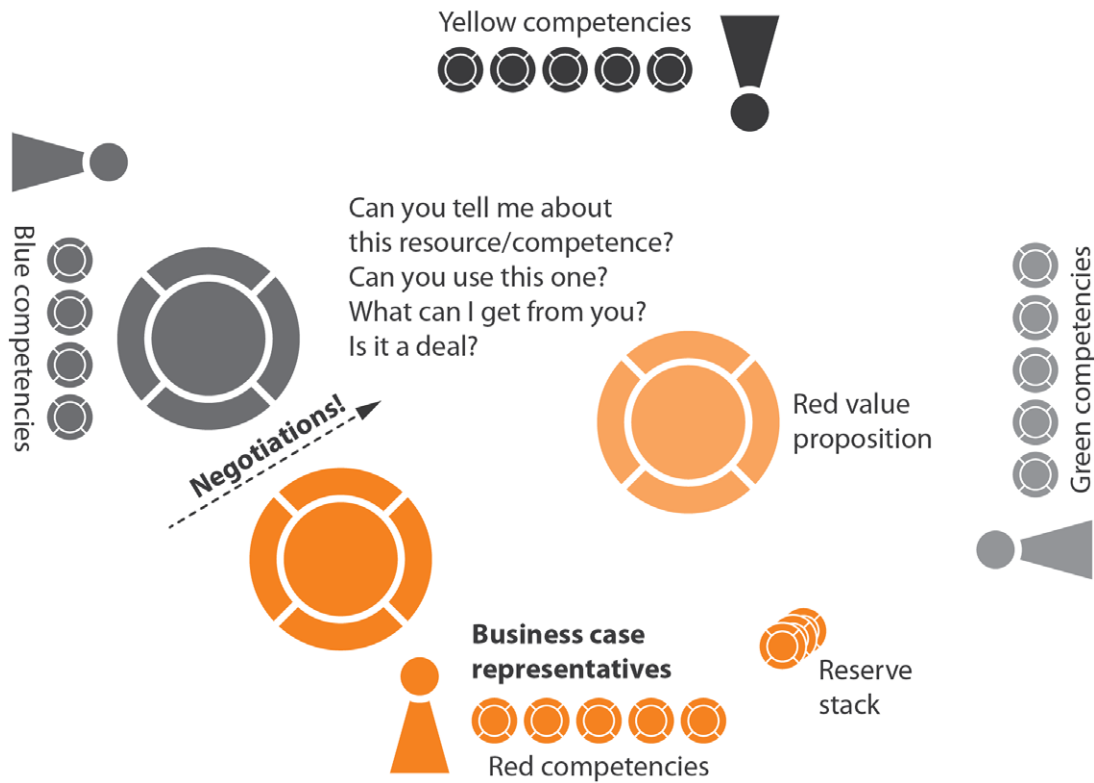 Yellow competencies
Blue competencies
Can you tell me about
this resource/competence?
Can you use this one?
What can I get from you?
Is it a deal?
Negotiations!
Red value
proposition
Green competencies
Business case
representatives
Reserve
stack
Red competencies